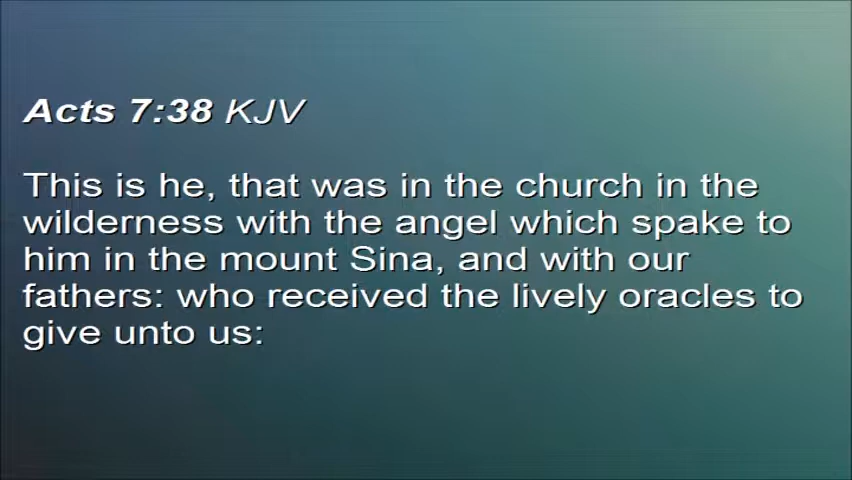 Acts 7:38 KJV
This is he, that was in the church in the
wilderness with the angel which spake to
him in the mount Sina, and with our
fathers: who received the lively oracles to
give unto us: